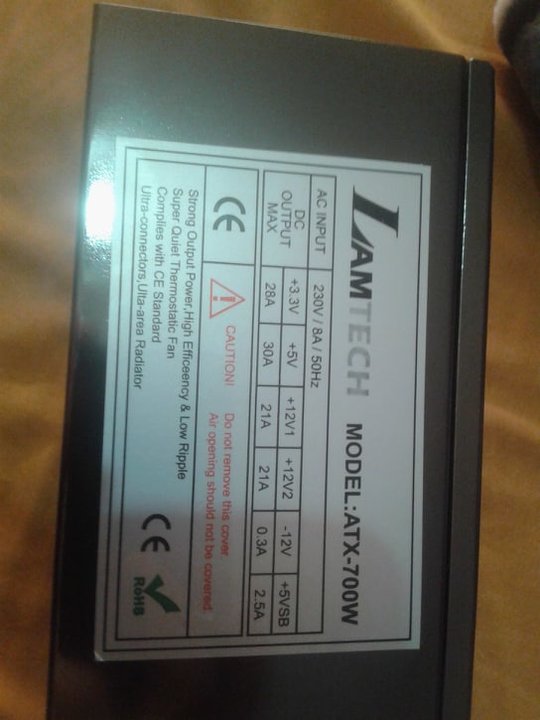 LAMTECH MODEL:ATX-700W
AC INPUT 230V / 8A / 50Hz
DC OUTPUT MAX +3.3V +5V +12V1 +12V2 -12V +5VSB
28A 30A 21A 21A 0.3A 2.5A
CE CAUTION! Do not remove this cover.
Air opening should not be covered.
Strong Output Power,High Efficeency & Low Ripple
Super Quiet Thermostatic Fan
Complies with CE Standard
Ultra-connectors,Ulta-area Radiator
CE RoHS